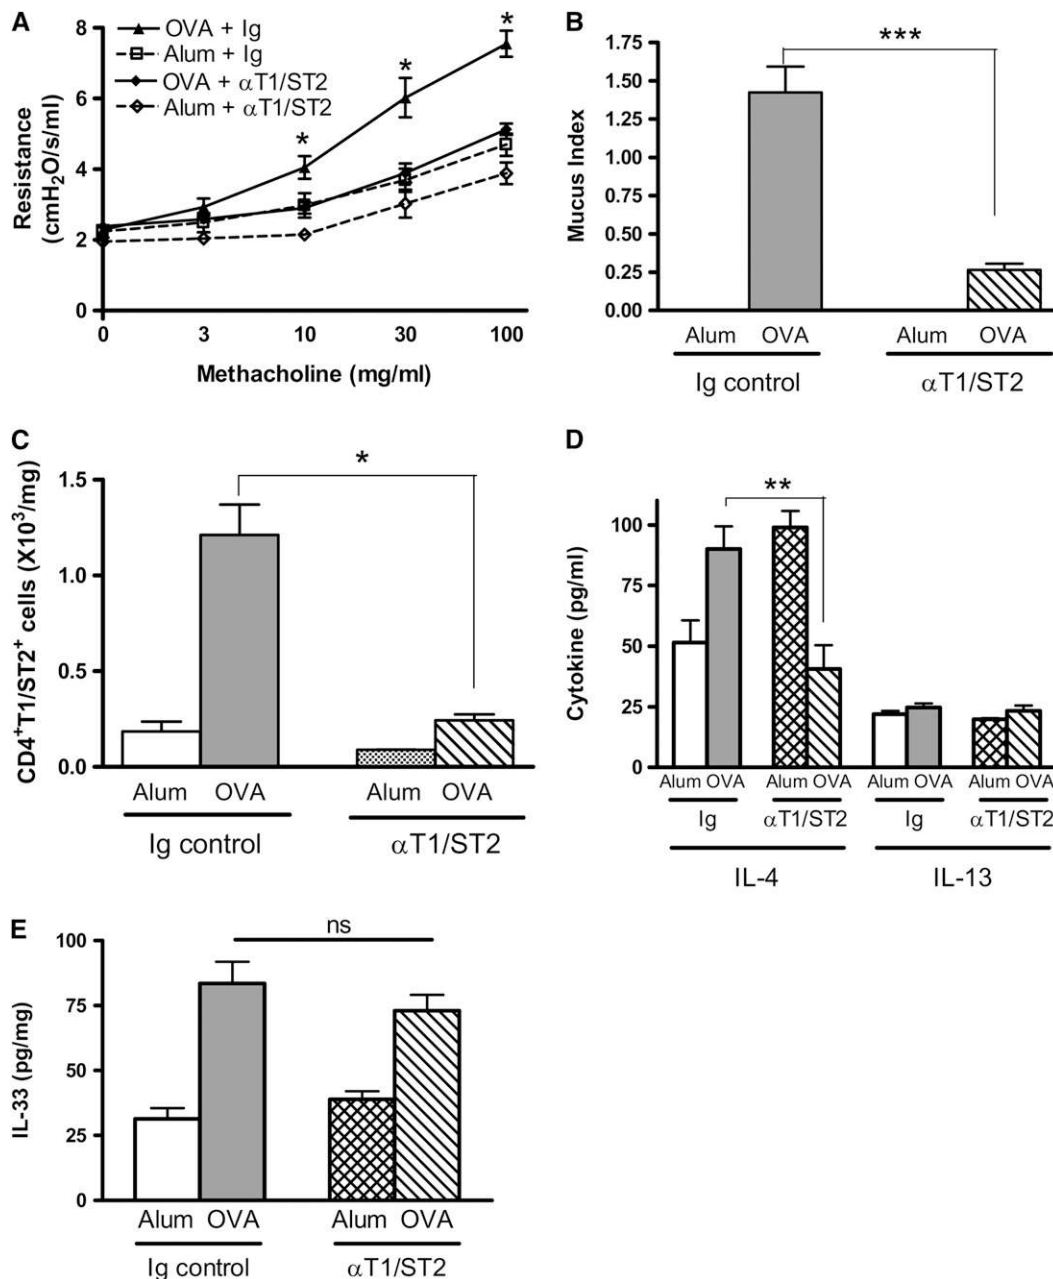 A
OVA + Ig
Alum + Ig
OVA + αT1/ST2
Alum + αT1/ST2
Resistance
(cmH2O/s/ml)
8
6
4
2
0
* * *
0 3 10 30 100
Methacholine (mg/ml)
B
***
Mucus Index
1.75
1.50
1.25
1.00
0.75
0.50
0.25
0.00
Alum OVA Alum OVA
Ig control αT1/ST2
C
*
CD4+T1/ST2+ cells (X10³/mg)
1.5
1.0
0.5
0.0
Alum OVA Alum OVA
Ig control αT1/ST2
D
**
Cytokine (pg/ml)
100
75
50
25
0
Alum OVA Alum OVA Alum OVA Alum OVA
Ig αT1/ST2 Ig αT1/ST2
IL-4 IL-13
E
ns
IL-33 (pg/mg)
100
75
50
25
0
Alum OVA Alum OVA
Ig control αT1/ST2